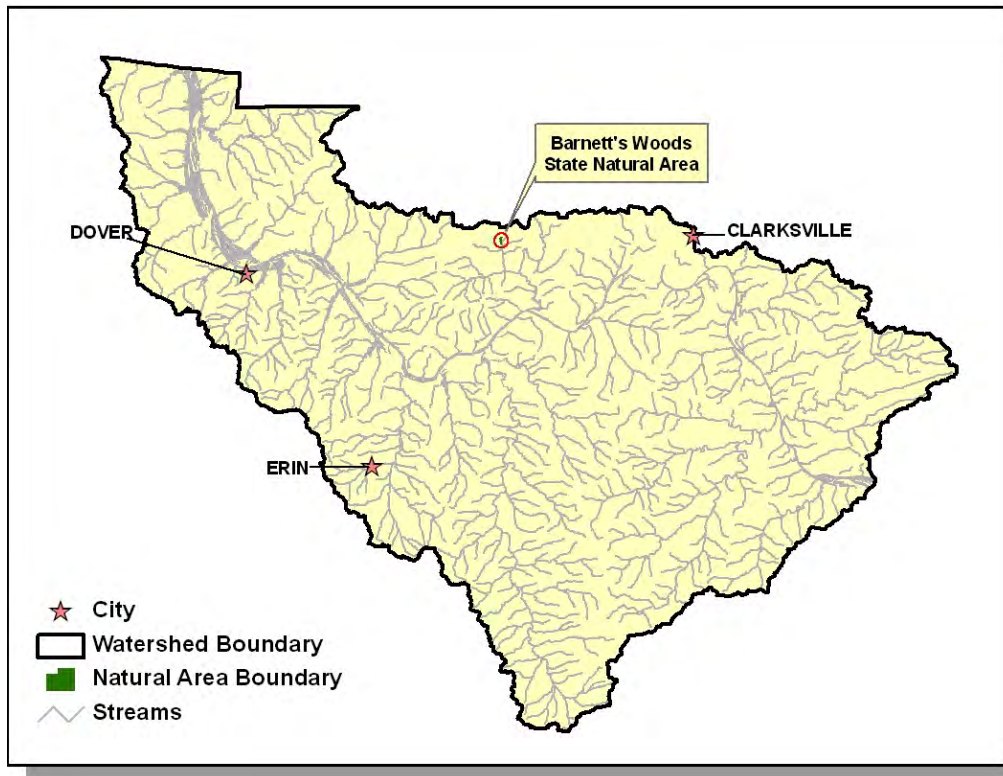 Barnett's Woods
State Natural Area
CLARKSVILLE
DOVER
ERIN
City
Watershed Boundary
Natural Area Boundary
Streams